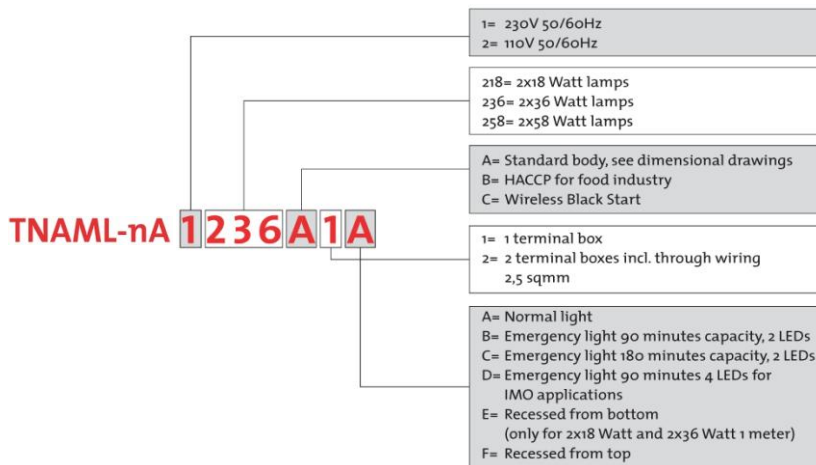 1= 230V 50/60Hz
2= 110V 50/60Hz
218= 2x18 Watt lamps
236= 2x36 Watt lamps
258= 2x58 Watt lamps
A= Standard body, see dimensional drawings
B= HACCP for food industry
C= Wireless Black Start
TNAML-nA 1 236 A 1 A
1= 1 terminal box
2= 2 terminal boxes incl. through wiring
2,5 sqmm
A= Normal light
B= Emergency light 90 minutes capacity, 2 LEDs
C= Emergency light 180 minutes capacity, 2 LEDs
D= Emergency light 90 minutes 4 LEDs for
IMO applications
E= Recessed from bottom
(only for 2x18 Watt and 2x36 Watt 1 meter)
F= Recessed from top